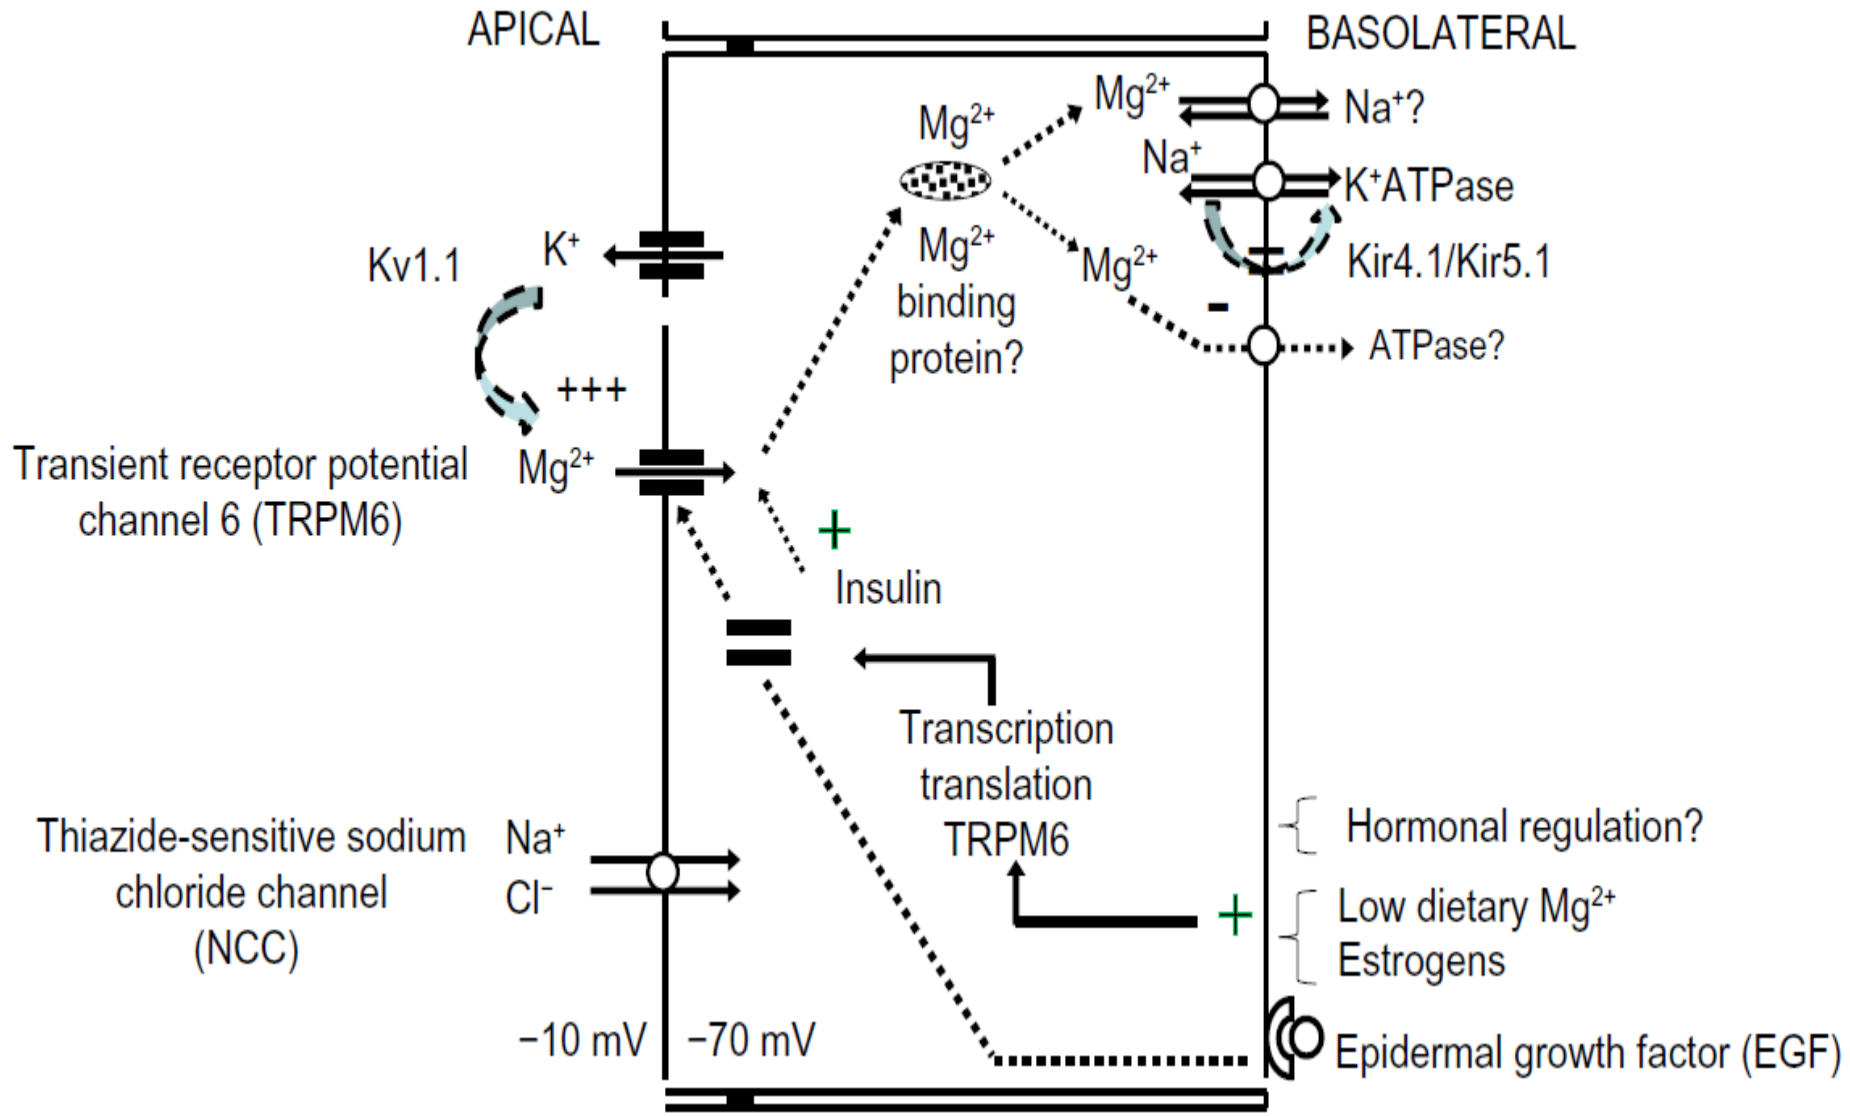 APICAL
BASOLATERAL
Mg²⁺
Na⁺?
Mg²⁺
Na⁺
K⁺ATPase
Kv1.1
K⁺
Mg²⁺
binding
protein?
Mg²⁺
Kir4.1/Kir5.1
-
ATPase?
+++
Transient receptor potential
channel 6 (TRPM6)
Mg²⁺
+
Insulin
Transcription
translation
TRPM6
Thiazide-sensitive sodium
chloride channel
(NCC)
Na⁺
Cl⁻
Hormonal regulation?
+
Low dietary Mg²⁺
Estrogens
−10 mV
−70 mV
Epidermal growth factor (EGF)